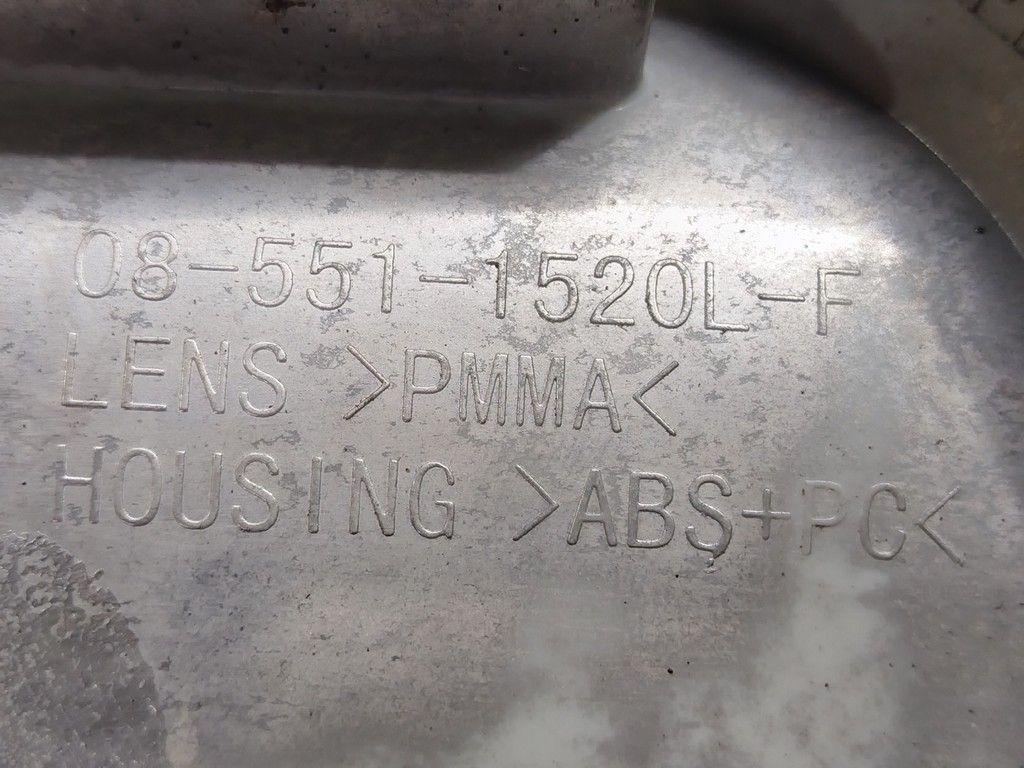 08-551-1520L-F
LENS >PMMA<
HOUSING >ABS+PC<